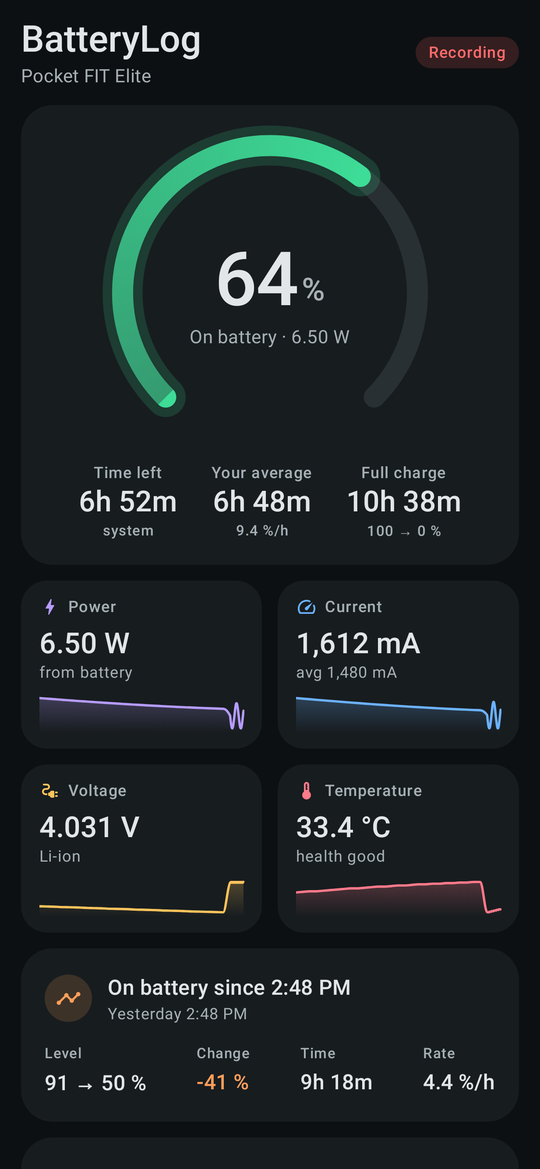 BatteryLog
Pocket FIT Elite
Recording
64 %
On battery · 6.50 W
Time left
6h 52m
system
Your average
6h 48m
9.4 %/h
Full charge
10h 38m
100 → 0 %
Power
6.50 W
from battery
Current
1,612 mA
avg 1,480 mA
Voltage
4.031 V
Li-ion
Temperature
33.4 °C
health good
On battery since 2:48 PM
Yesterday 2:48 PM
Level
91 → 50 %
Change
-41 %
Time
9h 18m
Rate
4.4 %/h